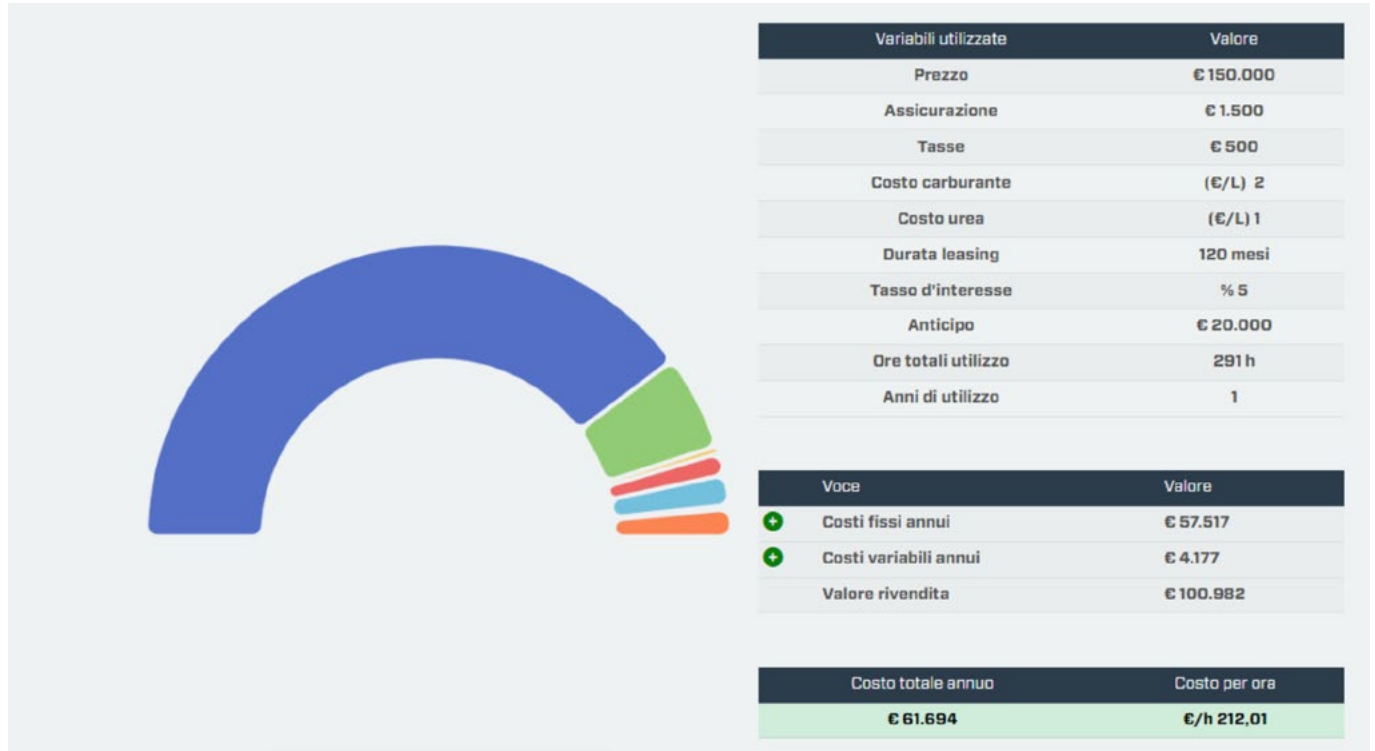 Variabili utilizzate Valore
Prezzo € 150.000
Assicurazione € 1.500
Tasse € 500
Costo carburante (€/L) 2
Costo urea (€/L) 1
Durata leasing 120 mesi
Tasso d'interesse % 5
Anticipo € 20.000
Ore totali utilizzo 291 h
Anni di utilizzo 1
Voce Valore
Costi fissi annui € 57.517
Costi variabili annui € 4.177
Valore rivendita € 100.982
Costo totale annuo Costo per ora
€ 61.694 €/h 212,01